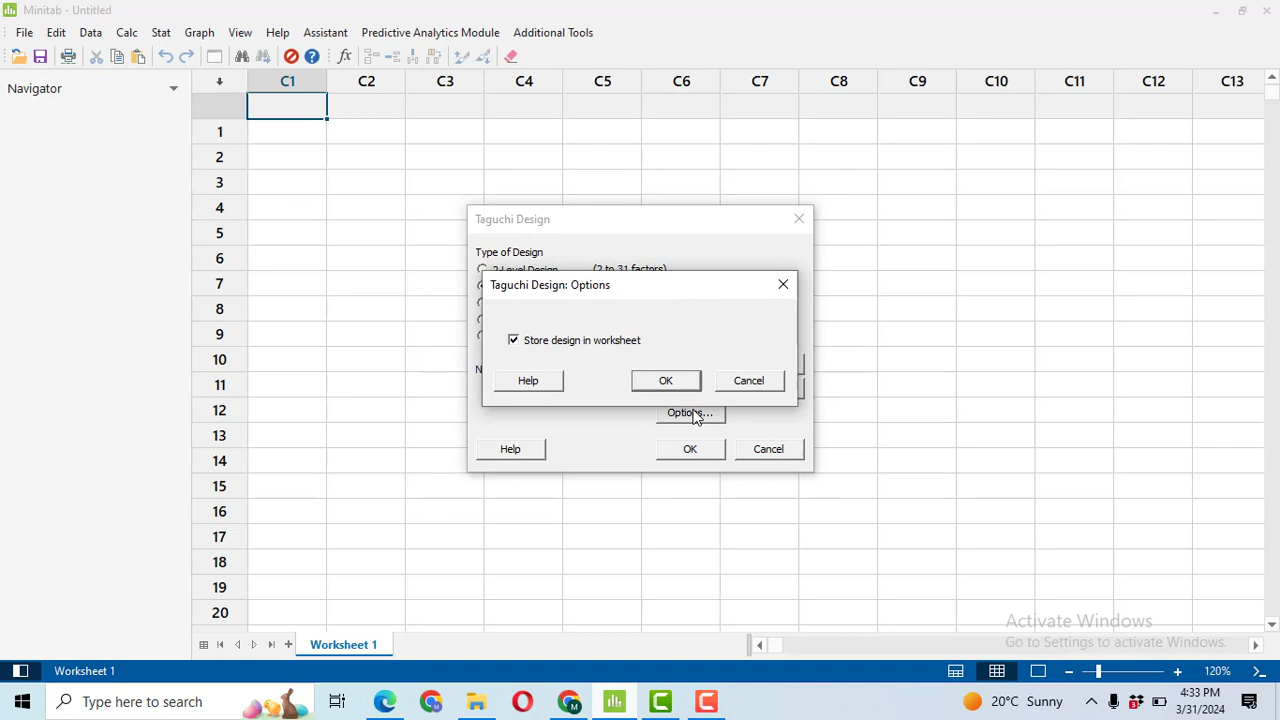 Minitab - Untitled
File Edit Data Calc Stat Graph View Help Assistant Predictive Analytics Module Additional Tools
Navigator
C1 C2 C3 C4 C5 C6 C7 C8 C9 C10 C11 C12 C13
1
2
3
4
5
6
7
8
9
10
11
12
13
14
15
16
17
18
19
20
Taguchi Design
Type of Design
2-Level Design (2 to 31 factors)
Taguchi Design: Options
Store design in worksheet
Help OK Cancel
Options...
Help OK Cancel
Activate Windows
Go to Settings to activate Windows.
Worksheet 1
Worksheet 1 120%
Type here to search 20°C Sunny 4:33 PM
3/31/2024